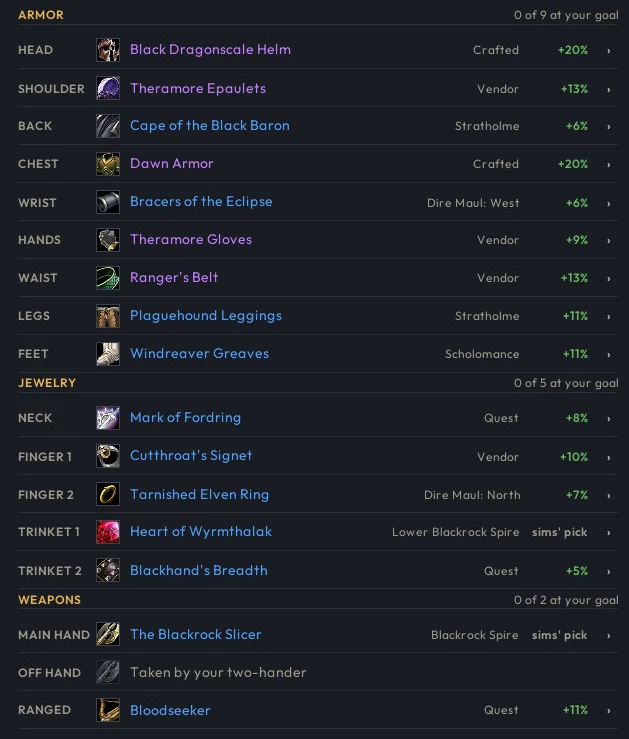 ARMOR 0 of 9 at your goal
HEAD Black Dragonscale Helm Crafted +20% ›
SHOULDER Theramore Epaulets Vendor +13% ›
BACK Cape of the Black Baron Stratholme +6% ›
CHEST Dawn Armor Crafted +20% ›
WRIST Bracers of the Eclipse Dire Maul: West +6% ›
HANDS Theramore Gloves Vendor +9% ›
WAIST Ranger's Belt Vendor +13% ›
LEGS Plaguehound Leggings Stratholme +11% ›
FEET Windreaver Greaves Scholomance +11% ›
JEWELRY 0 of 5 at your goal
NECK Mark of Fordring Quest +8% ›
FINGER 1 Cutthroat's Signet Vendor +10% ›
FINGER 2 Tarnished Elven Ring Dire Maul: North +7% ›
TRINKET 1 Heart of Wyrmthalak Lower Blackrock Spire sims' pick ›
TRINKET 2 Blackhand's Breadth Quest +5% ›
WEAPONS 0 of 2 at your goal
MAIN HAND The Blackrock Slicer Blackrock Spire sims' pick ›
OFF HAND Taken by your two-hander
RANGED Bloodseeker Quest +11% ›